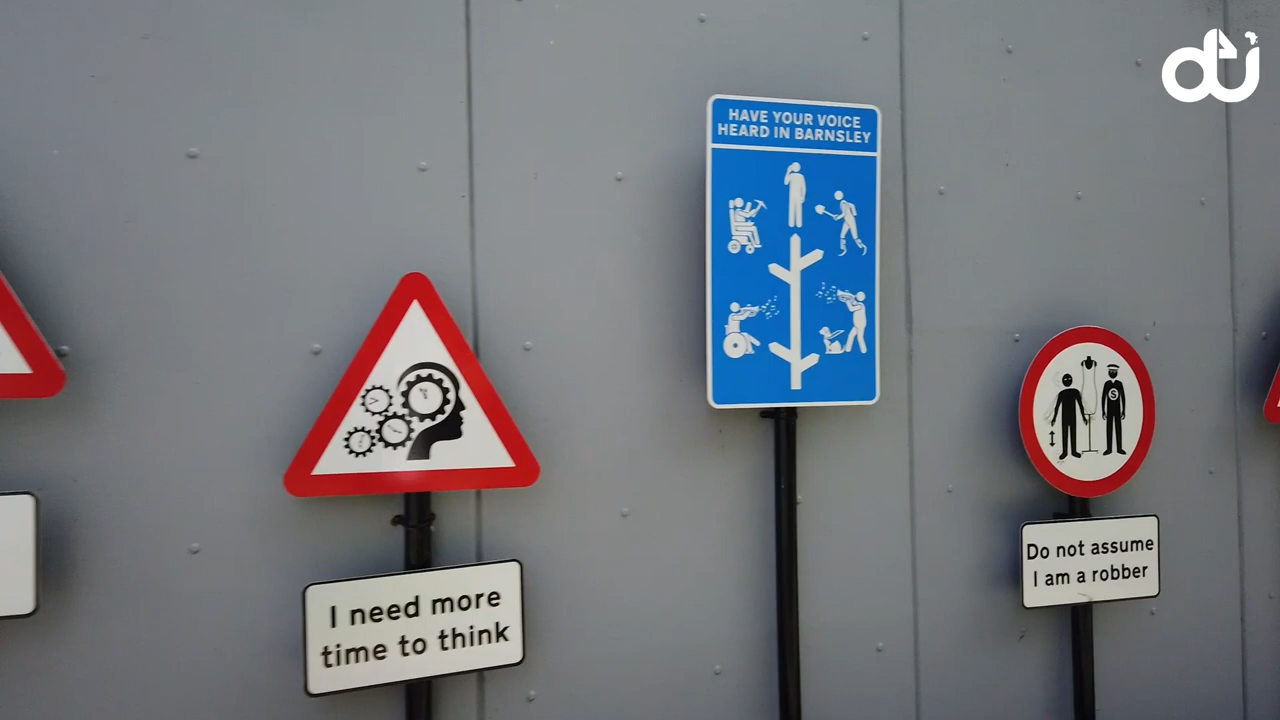 I need more
time to think
HAVE YOUR VOICE
HEARD IN BARNSLEY
Do not assume
I am a robber